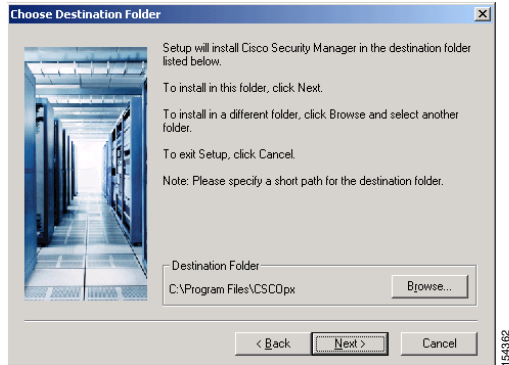 Choose Destination Folder
Setup will install Cisco Security Manager in the destination folder
listed below.
To install in this folder, click Next.
To install in a different folder, click Browse and select another
folder.
To exit Setup, click Cancel.
Note: Please specify a short path for the destination folder.
Destination Folder
C:\Program Files\CSCOpx
Browse...
< Back
Next >
Cancel
154362